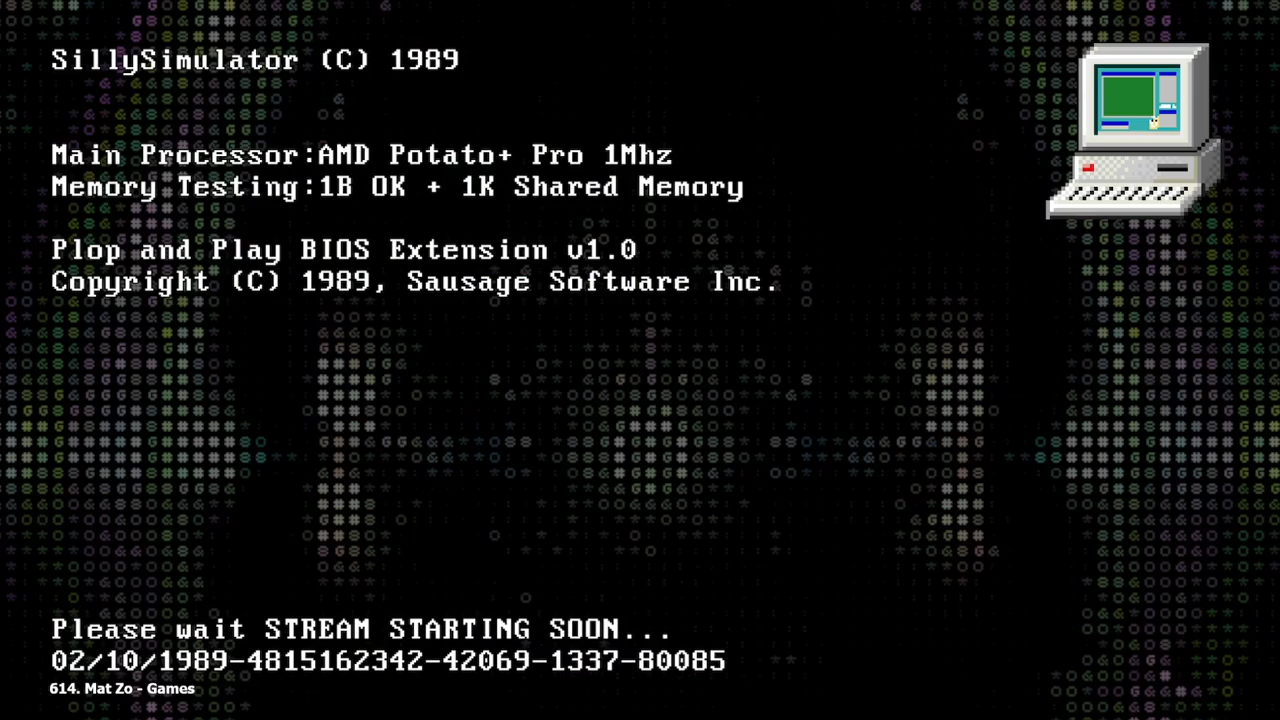 SillySimulator (C) 1989
Main Processor:AMD Potato+ Pro 1Mhz
Memory Testing:1B OK + 1K Shared Memory
Plop and Play BIOS Extension v1.0
Copyright (C) 1989, Sausage Software Inc.
Please wait STREAM STARTING SOON...
02/10/1989-4815162342-42069-1337-80085
614. Mat Zo - Games